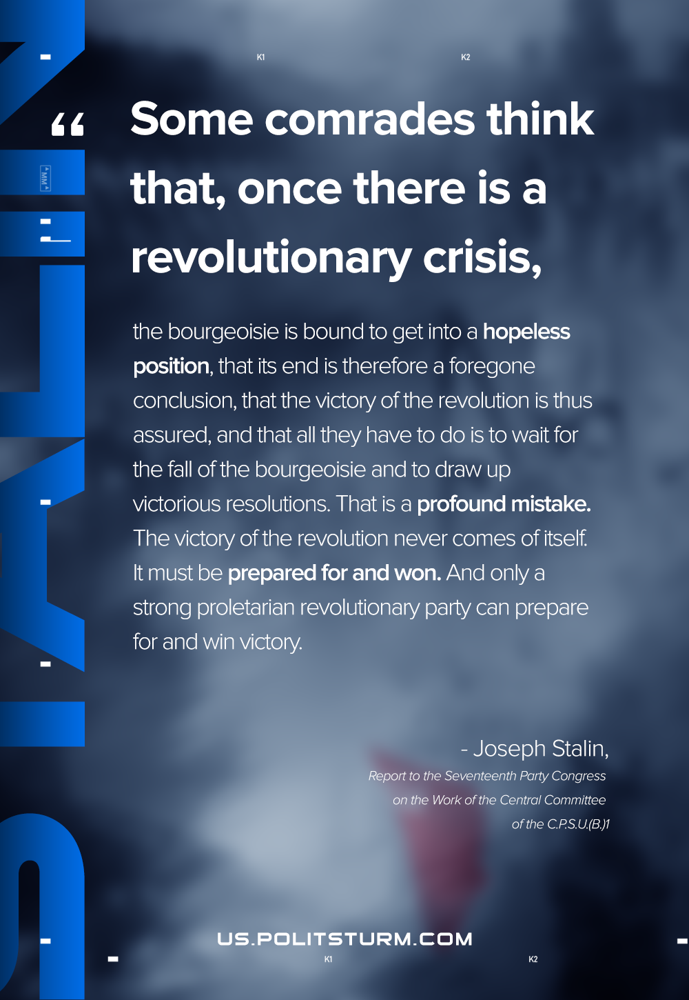 K1 K2
“ Some comrades think
that, once there is a
revolutionary crisis,
the bourgeoisie is bound to get into a hopeless
position, that its end is therefore a foregone
conclusion, that the victory of the revolution is thus
assured, and that all they have to do is to wait for
the fall of the bourgeoisie and to draw up
victorious resolutions. That is a profound mistake.
The victory of the revolution never comes of itself.
It must be prepared for and won. And only a
strong proletarian revolutionary party can prepare
for and win victory.
- Joseph Stalin,
Report to the Seventeenth Party Congress
on the Work of the Central Committee
of the C.P.S.U.(B.)1
US.POLITSTURM.COM
K1 K2
STALIN
MM